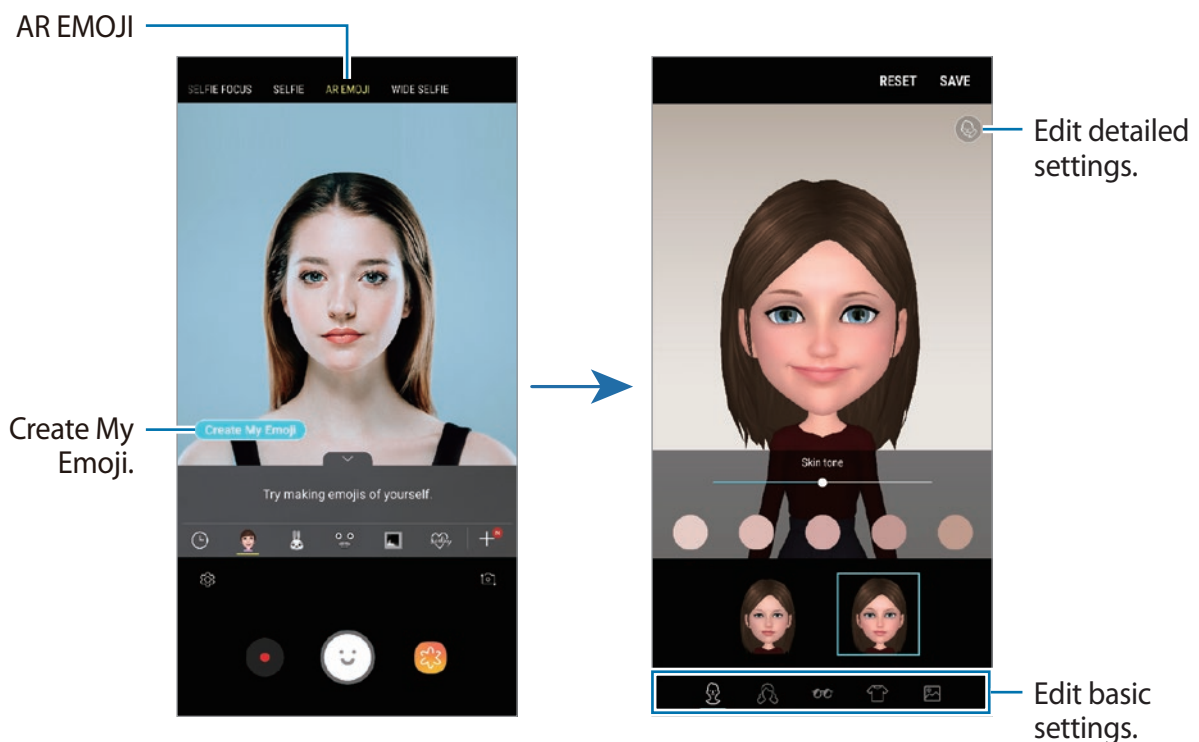 AR EMOJI
SELFIE FOCUS SELFIE AR EMOJI WIDE SELFIE
Create My Emoji
Create My
Emoji.
Try making emojis of yourself.
N
RESET SAVE
Edit detailed
settings.
Skin tone
Edit basic
settings.